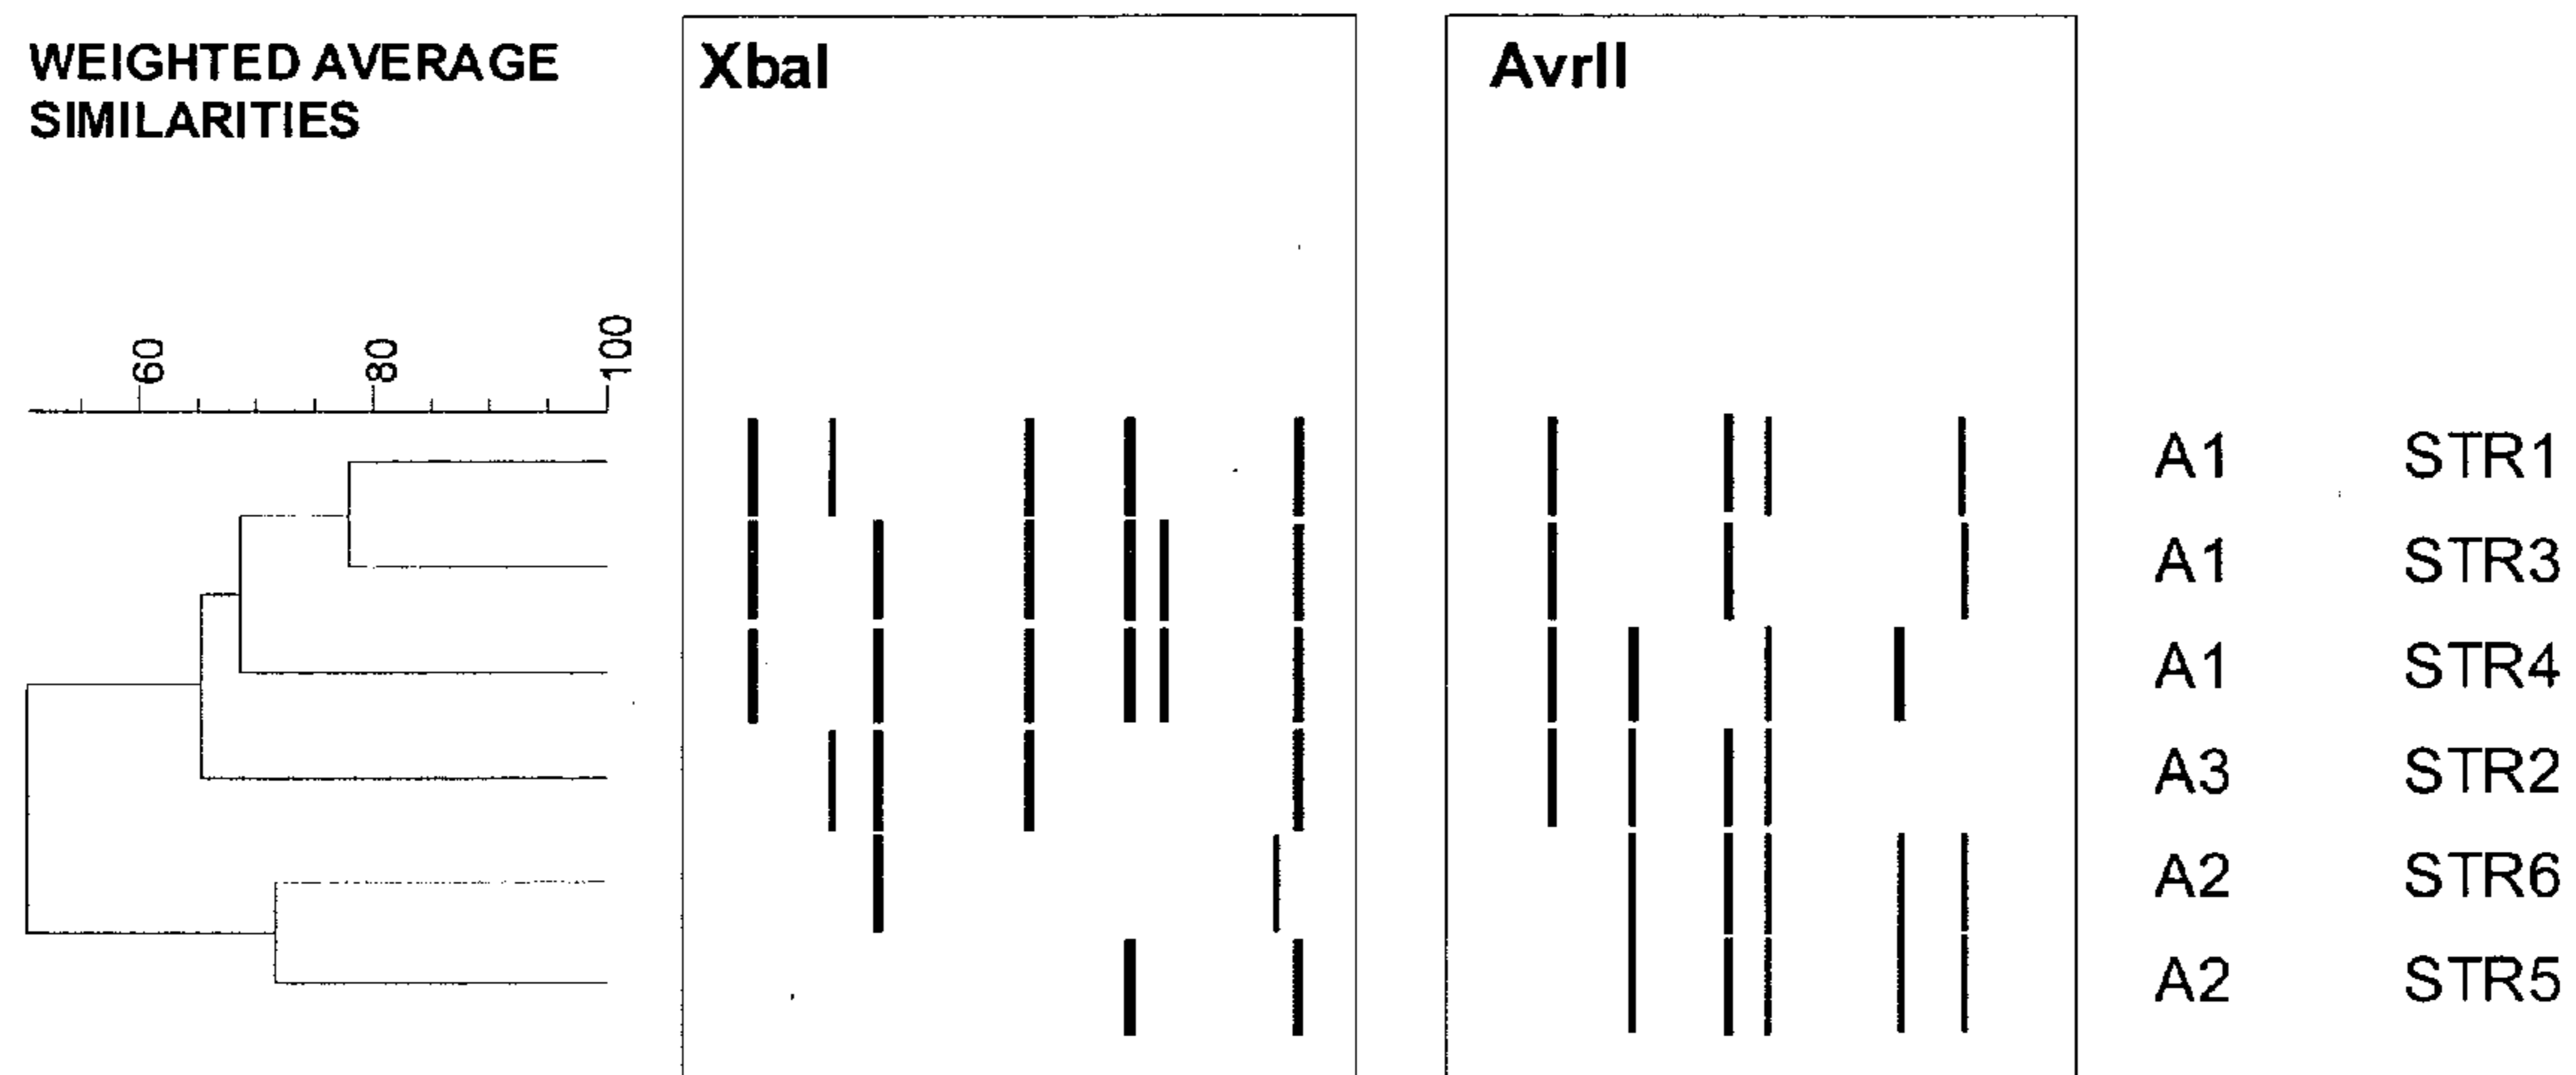 WEIGHTED AVERAGE
SIMILARITIES
XbaI
AvrII
60
80
100
A1 STR1
A1 STR3
A1 STR4
A3 STR2
A2 STR6
A2 STR5